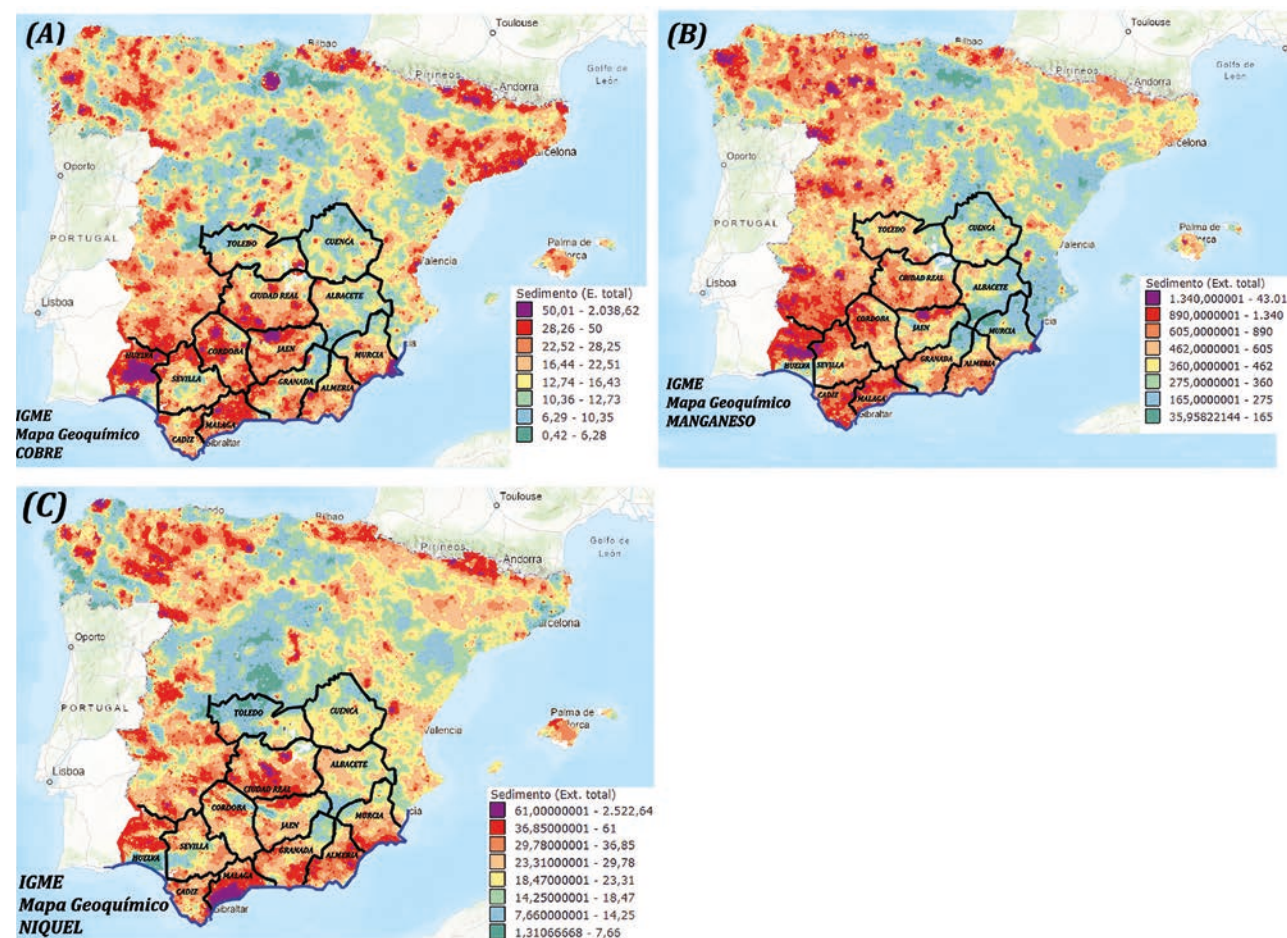 (A)
Toulouse
Bilbao
Golfo de
León
Pirineos
Andorra
Oporto
PORTUGAL
Lisboa
TOLEDO
CUENCA
Valencia
Palma de
CIUDAD REAL
ALBACETE
HUELVA
CORDOBA
JAEN
MURCIA
SEVILLA
GRANADA
ALMERIA
MALAGA
CADIZ
Gibraltar
Sedimento (E. total)
50,01 - 2.038,62
28,26 - 50
22,52 - 28,25
16,44 - 22,51
12,74 - 16,43
10,36 - 12,73
6,29 - 10,35
0,42 - 6,28
IGME
Mapa Geoquímico
COBRE
(B)
Toulouse
Bilbao
Golfo de
León
Pirineos
Andorra
Oporto
PORTUGAL
Lisboa
TOLEDO
CUENCA
Valencia
Palma de
CIUDAD REAL
ALBACETE
CORDOBA
JAEN
MURCIA
HUELVA
SEVILLA
GRANADA
ALMERIA
CADIZ
MALAGA
Gibraltar
Sedimento (Ext. total)
1.340,000001 - 43.01
890,0000001 - 1.340
605,0000001 - 890
462,0000001 - 605
360,0000001 - 462
275,0000001 - 360
165,0000001 - 275
35,95822144 - 165
IGME
Mapa Geoquímico
MANGANESO
(C)
Toulouse
Oviedo
Bilbao
Golfo de
León
Pirineos
Andorra
Oporto
PORTUGAL
Lisboa
TOLEDO
CUENCA
Valencia
Palma de
CIUDAD REAL
ALBACETE
CORDOBA
JAEN
MURCIA
HUELVA
SEVILLA
GRANADA
ALMERIA
CADIZ
MALAGA
Gibraltar
Sedimento (Ext. total)
61,00000001 - 2.522,64
36,85000001 - 61
29,78000001 - 36,85
23,31000001 - 29,78
18,47000001 - 23,31
14,25000001 - 18,47
7,660000001 - 14,25
1,31066668 - 7,66
IGME
Mapa Geoquímico
NIQUEL